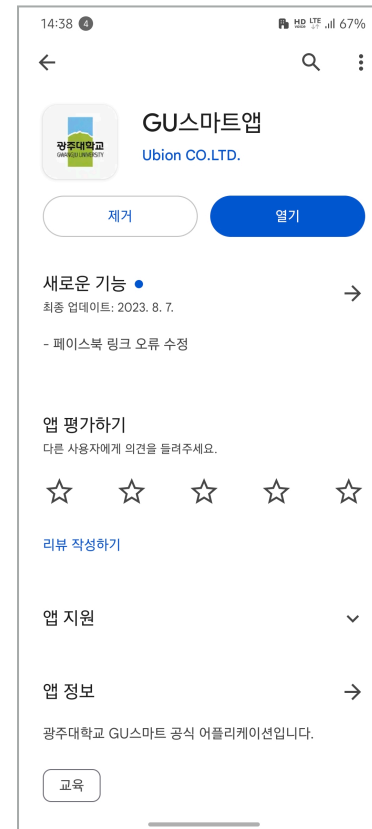 14:38 4 HD VoLTE LTE 67%
광주대학교
GWANGJU UNIVERSITY
GU스마트앱
Ubion CO.LTD.
제거
열기
새로운 기능
최종 업데이트: 2023. 8. 7.
- 페이스북 링크 오류 수정
앱 평가하기
다른 사용자에게 의견을 들려주세요.
리뷰 작성하기
앱 지원
앱 정보
광주대학교 GU스마트 공식 어플리케이션입니다.
교육